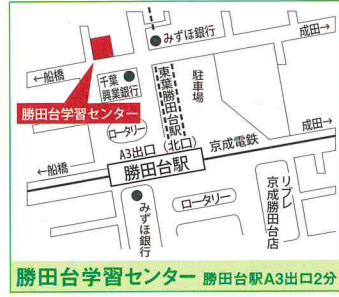 みずほ銀行
成田→
←船橋
千葉
興業銀行
東葉勝田台駅
駐車場
勝田台学習センター
ロータリー
A3出口（北口）
京成電鉄
成田→
←船橋
勝田台駅
みずほ銀行
ロータリー
リブレ
京成勝田台店
勝田台学習センター 勝田台駅A3出口2分